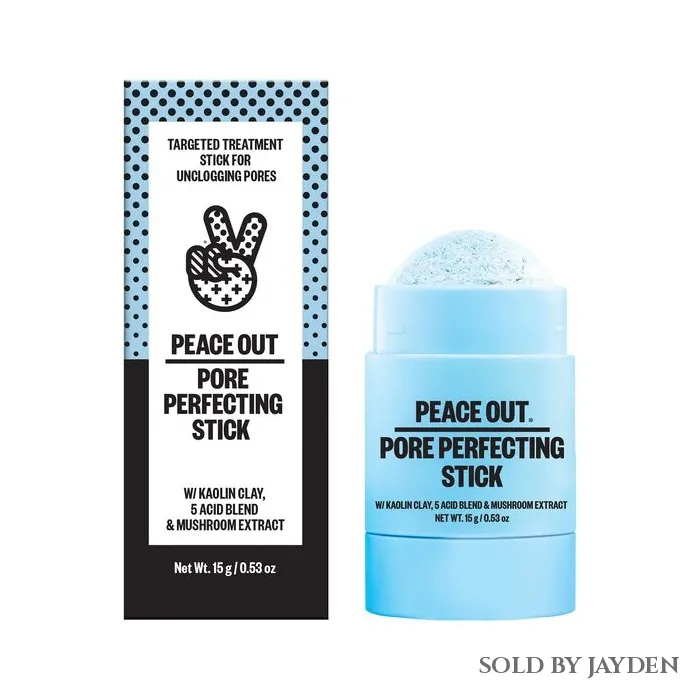 TARGETED TREATMENT
STICK FOR
UNCLOGGING PORES
PEACE OUT
PORE
PERFECTING
STICK
W/ KAOLIN CLAY,
5 ACID BLEND
& MUSHROOM EXTRACT
Net Wt. 15 g / 0.53 oz
PEACE OUT®
PORE PERFECTING
STICK
W/ KAOLIN CLAY, 5 ACID BLEND & MUSHROOM EXTRACT
NET WT. 15 g / 0.53 oz
SOLD BY JAYDEN